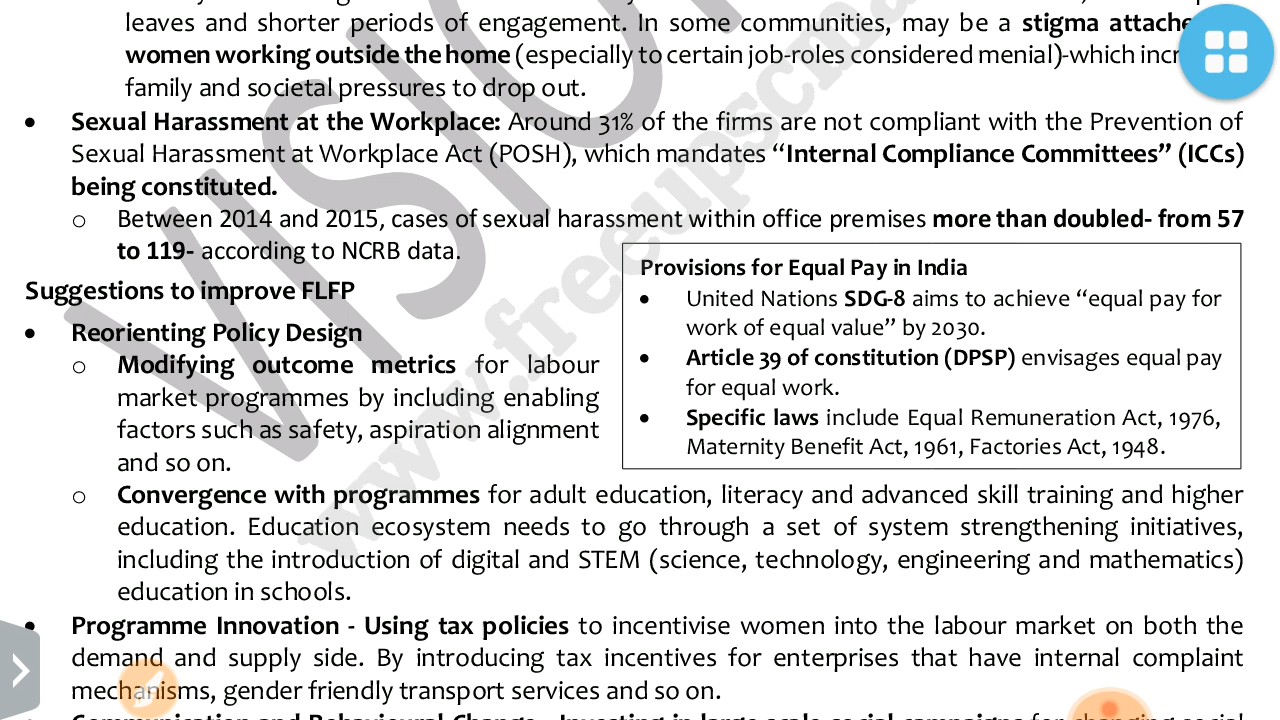 leaves and shorter periods of engagement. In some communities, may be a stigma
women working outside the home (especially to certain job-roles considered menial)-which
family and societal pressures to drop out.
• Sexual Harassment at the Workplace: Around 31% of the firms are not compliant with the Prevention of
Sexual Harassment at Workplace Act (POSH), which mandates “Internal Compliance Committees” (ICCs)
being constituted.
o Between 2014 and 2015, cases of sexual harassment within office premises more than doubled- from 57
to 119- according to NCRB data.
Suggestions to improve FLFP
• Reorienting Policy Design
o Modifying outcome metrics for labour
market programmes by including enabling
factors such as safety, aspiration alignment
and so on.
Provisions for Equal Pay in India
• United Nations SDG-8 aims to achieve “equal pay for
work of equal value” by 2030.
• Article 39 of constitution (DPSP) envisages equal pay
for equal work.
• Specific laws include Equal Remuneration Act, 1976,
Maternity Benefit Act, 1961, Factories Act, 1948.
o Convergence with programmes for adult education, literacy and advanced skill training and higher
education. Education ecosystem needs to go through a set of system strengthening initiatives,
including the introduction of digital and STEM (science, technology, engineering and mathematics)
education in schools.
• Programme Innovation - Using tax policies to incentivise women into the labour market on both the
demand and supply side. By introducing tax incentives for enterprises that have internal complaint
mechanisms, gender friendly transport services and so on.